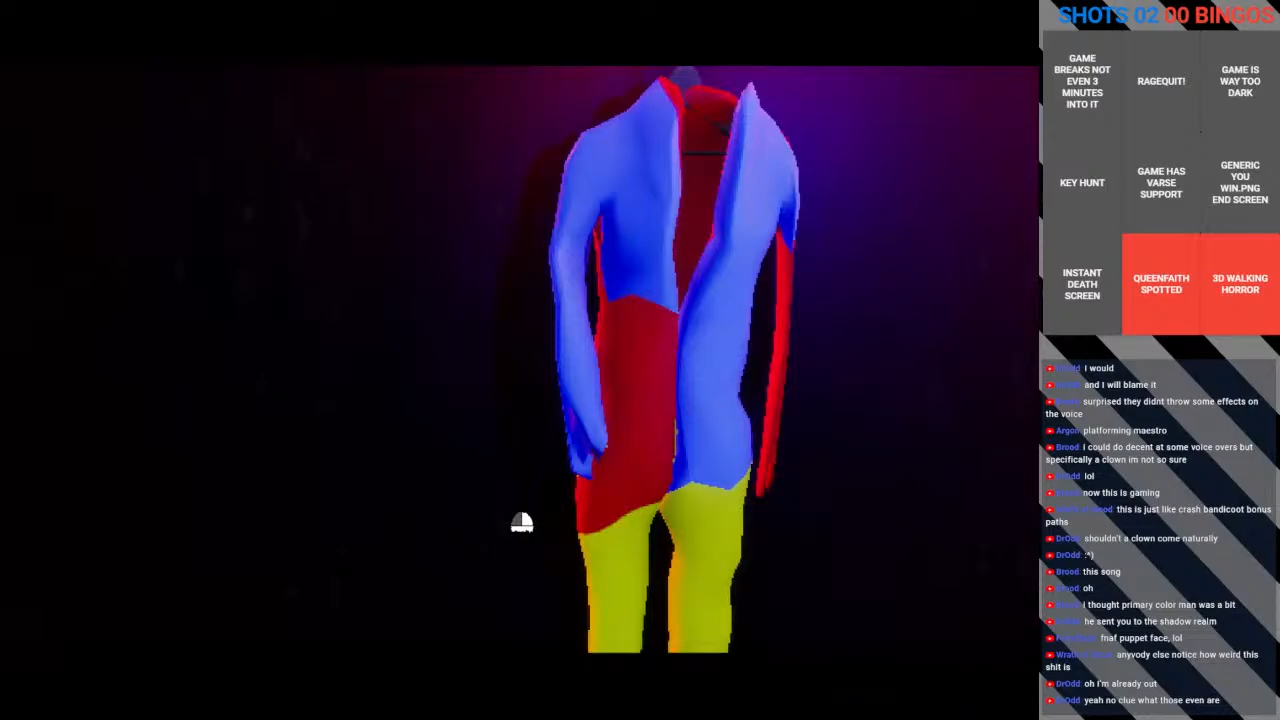 SHOTS 02 00 BINGOS
GAME
BREAKS NOT
EVEN 3
MINUTES
INTO IT
RAGEQUIT!
GAME IS
WAY TOO
DARK
KEY HUNT
GAME HAS
VARSE
SUPPORT
GENERIC
YOU
WIN.PNG
END SCREEN
INSTANT
DEATH
SCREEN
QUEENFAITH
SPOTTED
3D WALKING
HORROR
I would
and I will blame it
surprised they didnt throw some effects on
the voice
Argon platforming maestro
Brood i could do decent at some voice overs but
specifically a clown im not so sure
DrOdd lol
now this is gaming
this is just like crash bandicoot bonus
paths
DrOdd shouldn't a clown come naturally
DrOdd :^)
Brood this song
Brood oh
i thought primary color man was a bit
he sent you to the shadow realm
fnaf puppet face, lol
anyvody else notice how weird this
shit is
DrOdd oh I'm already out
DrOdd yeah no clue what those even are